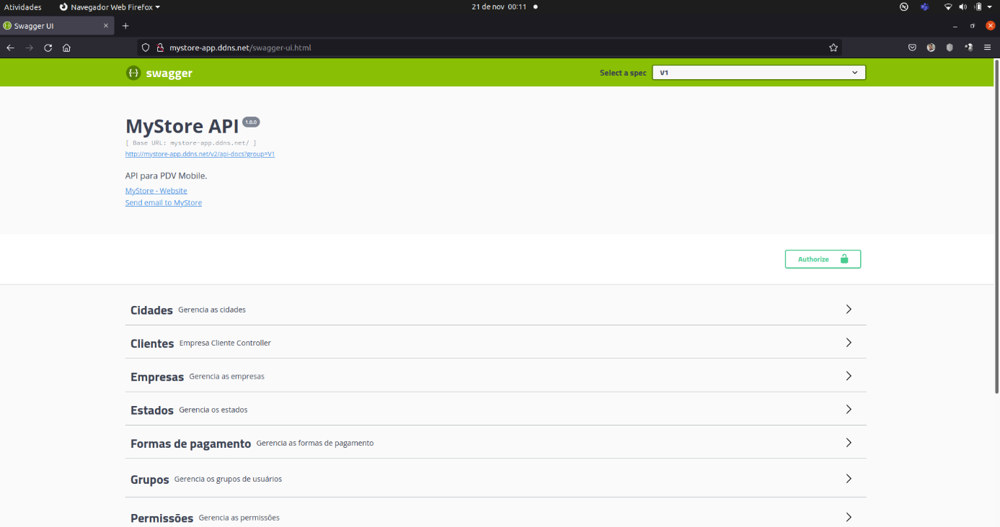 Atividades Navegador Web Firefox 21 de nov 00:11
Swagger UI
mystore-app.ddns.net/swagger-ui.html
swagger Select a spec V1
MyStore API 1.0.0
[ Base URL: mystore-app.ddns.net/ ]
http://mystore-app.ddns.net/v2/api-docs?group=V1
API para PDV Mobile.
MyStore - Website
Send email to MyStore
Authorize
Cidades Gerencia as cidades
Clientes Empresa Cliente Controller
Empresas Gerencia as empresas
Estados Gerencia os estados
Formas de pagamento Gerencia as formas de pagamento
Grupos Gerencia os grupos de usuários
Permissões Gerencia as permissões